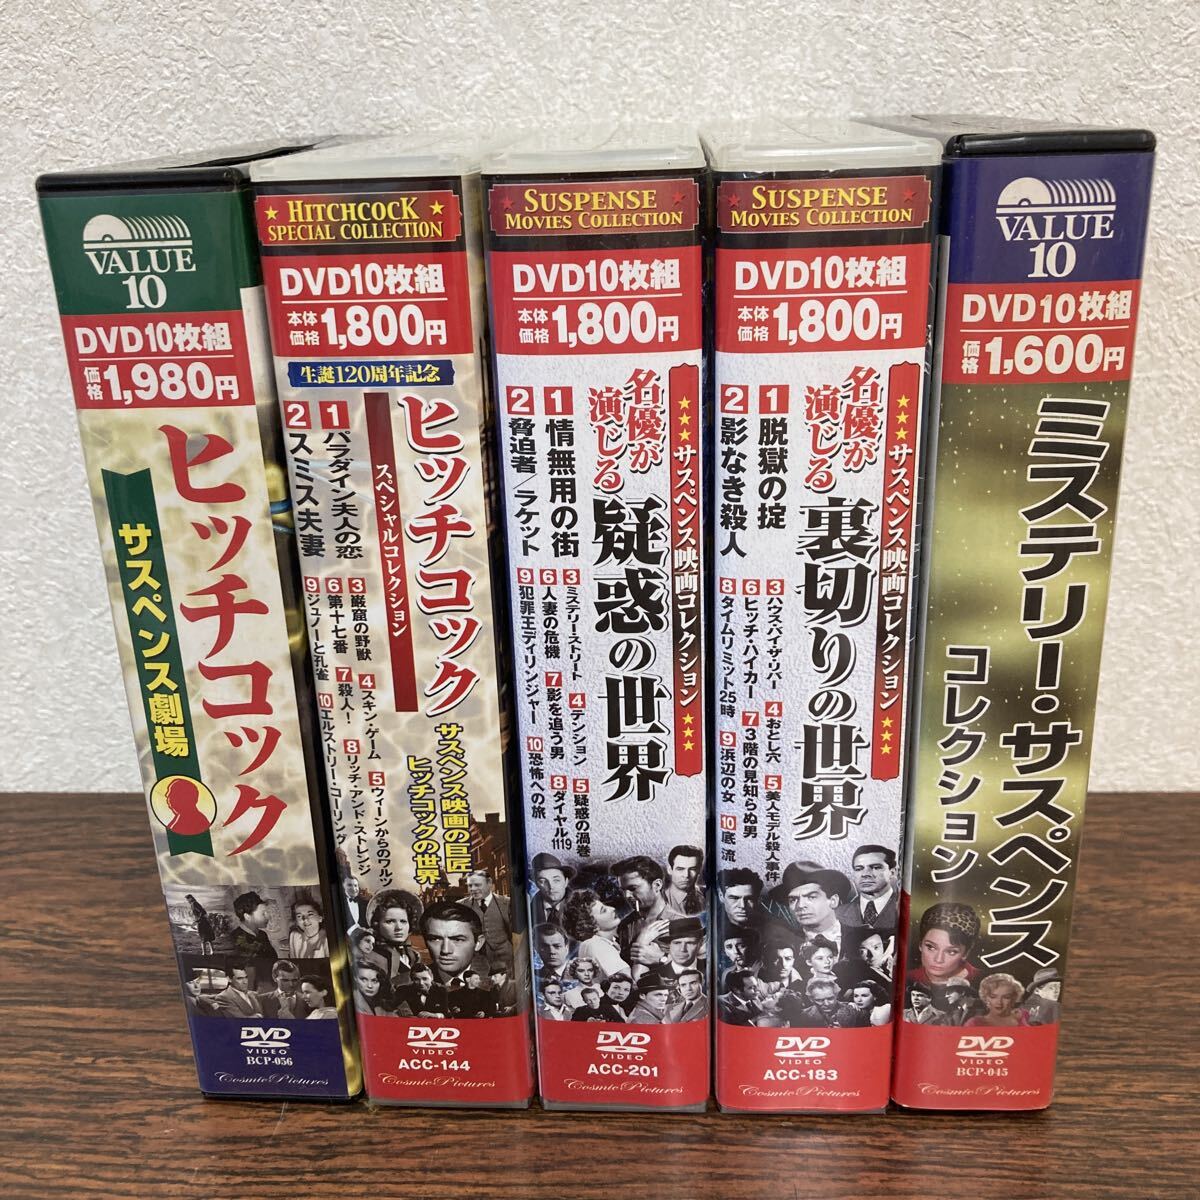 VALUE
10
DVD10枚組
価格 1,980円
ヒッチコック
サスペンス劇場
DVD
VIDEO
BCP-056
Cosmic Pictures
HITCHCOCK
SPECIAL COLLECTION
DVD10枚組
本体価格 1,800円
生誕120周年記念
ヒッチコック
スペシャルコレクション
サスペンス映画の巨匠
ヒッチコックの世界
1 パラダイン夫人の恋
2 スミス夫妻
3 巌窟の野獣
4 スキン・ゲーム
5 ウィーンからのワルツ
6 第十七番
7 殺人!
8 リッチ・アンド・ストレンジ
9 ジュノーと孔雀
10 エルストリー・コーリング
DVD
VIDEO
ACC-144
Cosmic Pictures
SUSPENSE
MOVIES COLLECTION
DVD10枚組
本体価格 1,800円
サスペンス映画コレクション
名優が演じる
疑惑の世界
1 情無用の街
2 脅迫者/ラケット
3 ミステリーストリート
4 テンション
5 疑惑の渦巻
6 人妻の危機
7 影を追う男
8 ダイヤル1119
9 犯罪王ディリンジャー
10 恐怖への旅
DVD
VIDEO
ACC-201
Cosmic Pictures
SUSPENSE
MOVIES COLLECTION
DVD10枚組
本体価格 1,800円
サスペンス映画コレクション
名優が演じる
裏切りの世界
1 脱獄の掟
2 影なき殺人
3 ハウス・バイ・ザ・リバー
4 おとし穴
5 美人モデル殺人事件
6 ヒッチ・ハイカー
7 3階の見知らぬ男
8 タイムリミット25時
9 浜辺の女
10 底流
DVD
VIDEO
ACC-183
Cosmic Pictures
VALUE
10
DVD10枚組
価格 1,600円
ミステリー・サスペンス
コレクション
DVD
VIDEO
BCP-045
Cosmic Pictures